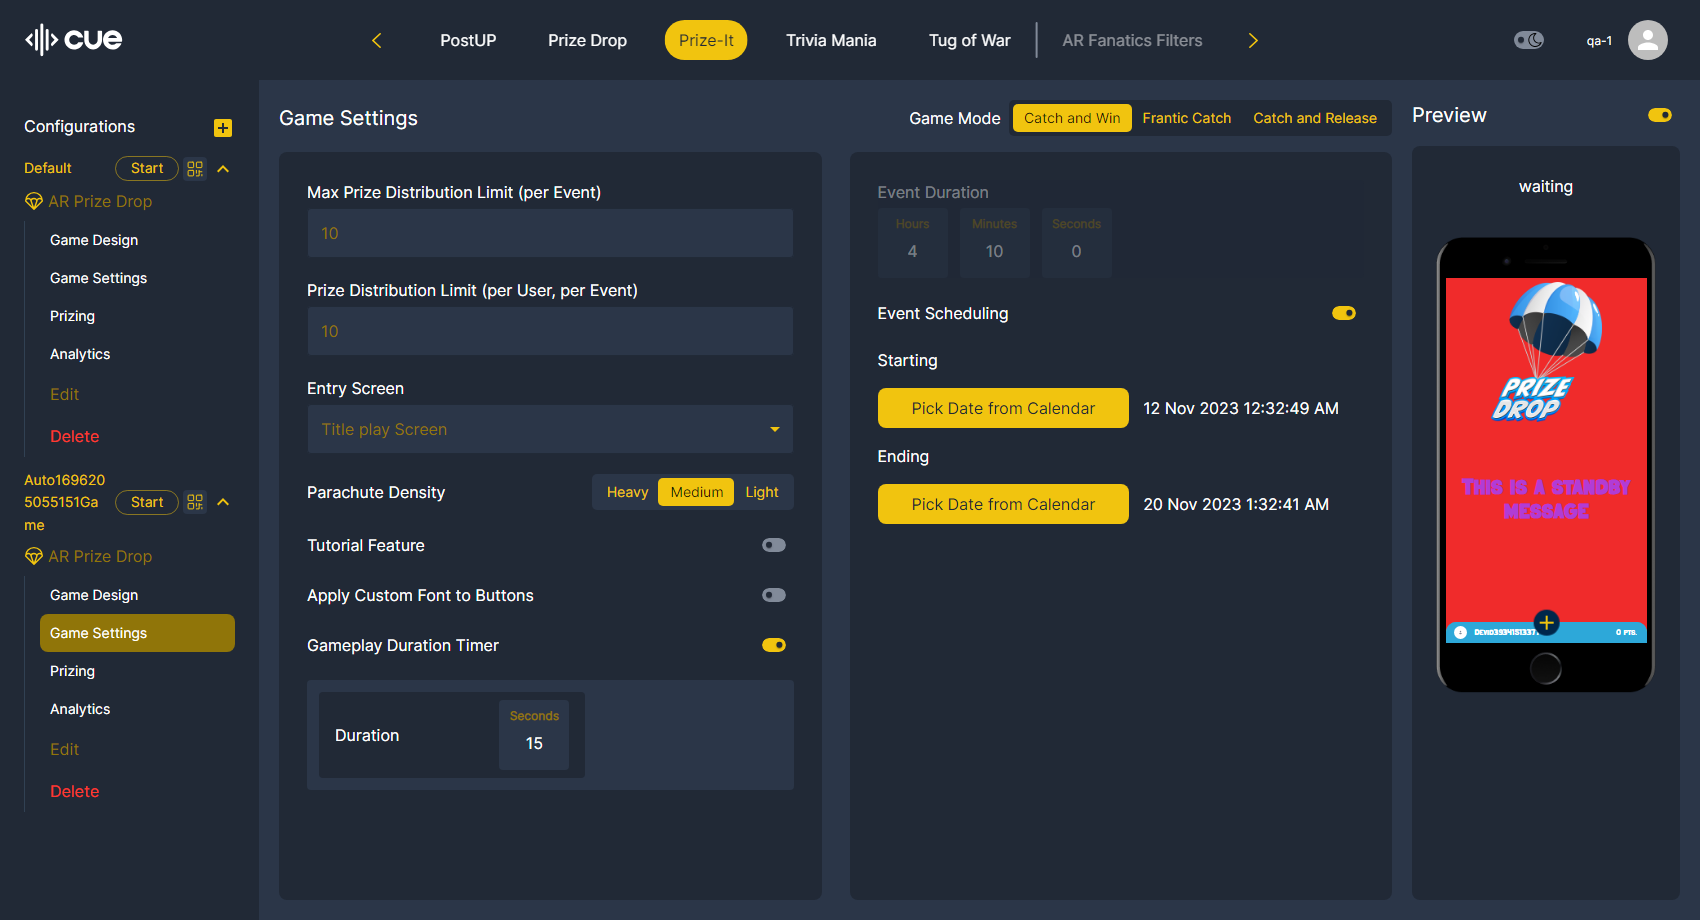 cue
PostUP
Prize Drop
Prize-It
Trivia Mania
Tug of War
AR Fanatics Filters
qa-1
Configurations
Default
Start
AR Prize Drop
Game Design
Game Settings
Prizing
Analytics
Edit
Delete
Auto169620
5055151Ga
me
Start
AR Prize Drop
Game Design
Game Settings
Prizing
Analytics
Edit
Delete
Game Settings
Game Mode
Catch and Win
Frantic Catch
Catch and Release
Max Prize Distribution Limit (per Event)
10
Prize Distribution Limit (per User, per Event)
10
Entry Screen
Title play Screen
Parachute Density
Heavy
Medium
Light
Tutorial Feature
Apply Custom Font to Buttons
Gameplay Duration Timer
Duration
Seconds
15
Event Duration
Hours
4
Minutes
10
Seconds
0
Event Scheduling
Starting
Pick Date from Calendar
12 Nov 2023 12:32:49 AM
Ending
Pick Date from Calendar
20 Nov 2023 1:32:41 AM
Preview
waiting
PRIZE
DROP
THIS IS A STANDBY
MESSAGE
0 PTS.